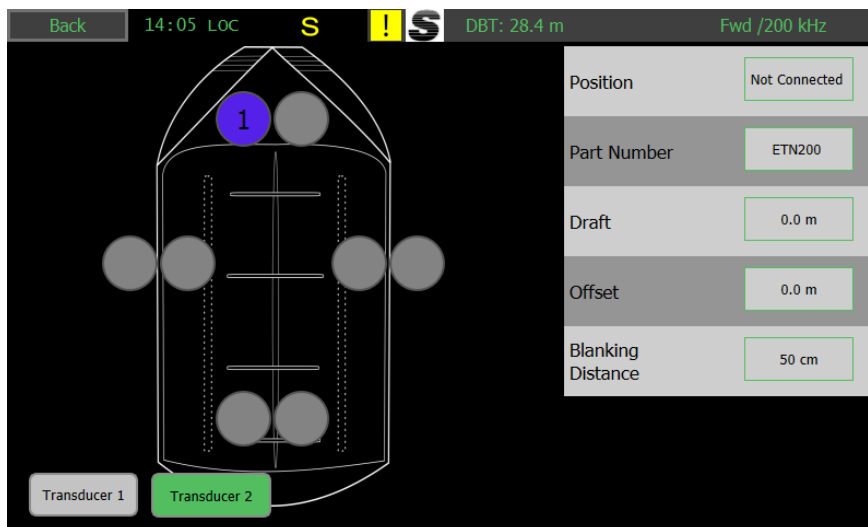 Back 14:05 LOC S ! S DBT: 28.4 m Fwd /200 kHz
1
Position Not Connected
Part Number ETN200
Draft 0.0 m
Offset 0.0 m
Blanking
Distance 50 cm
Transducer 1 Transducer 2